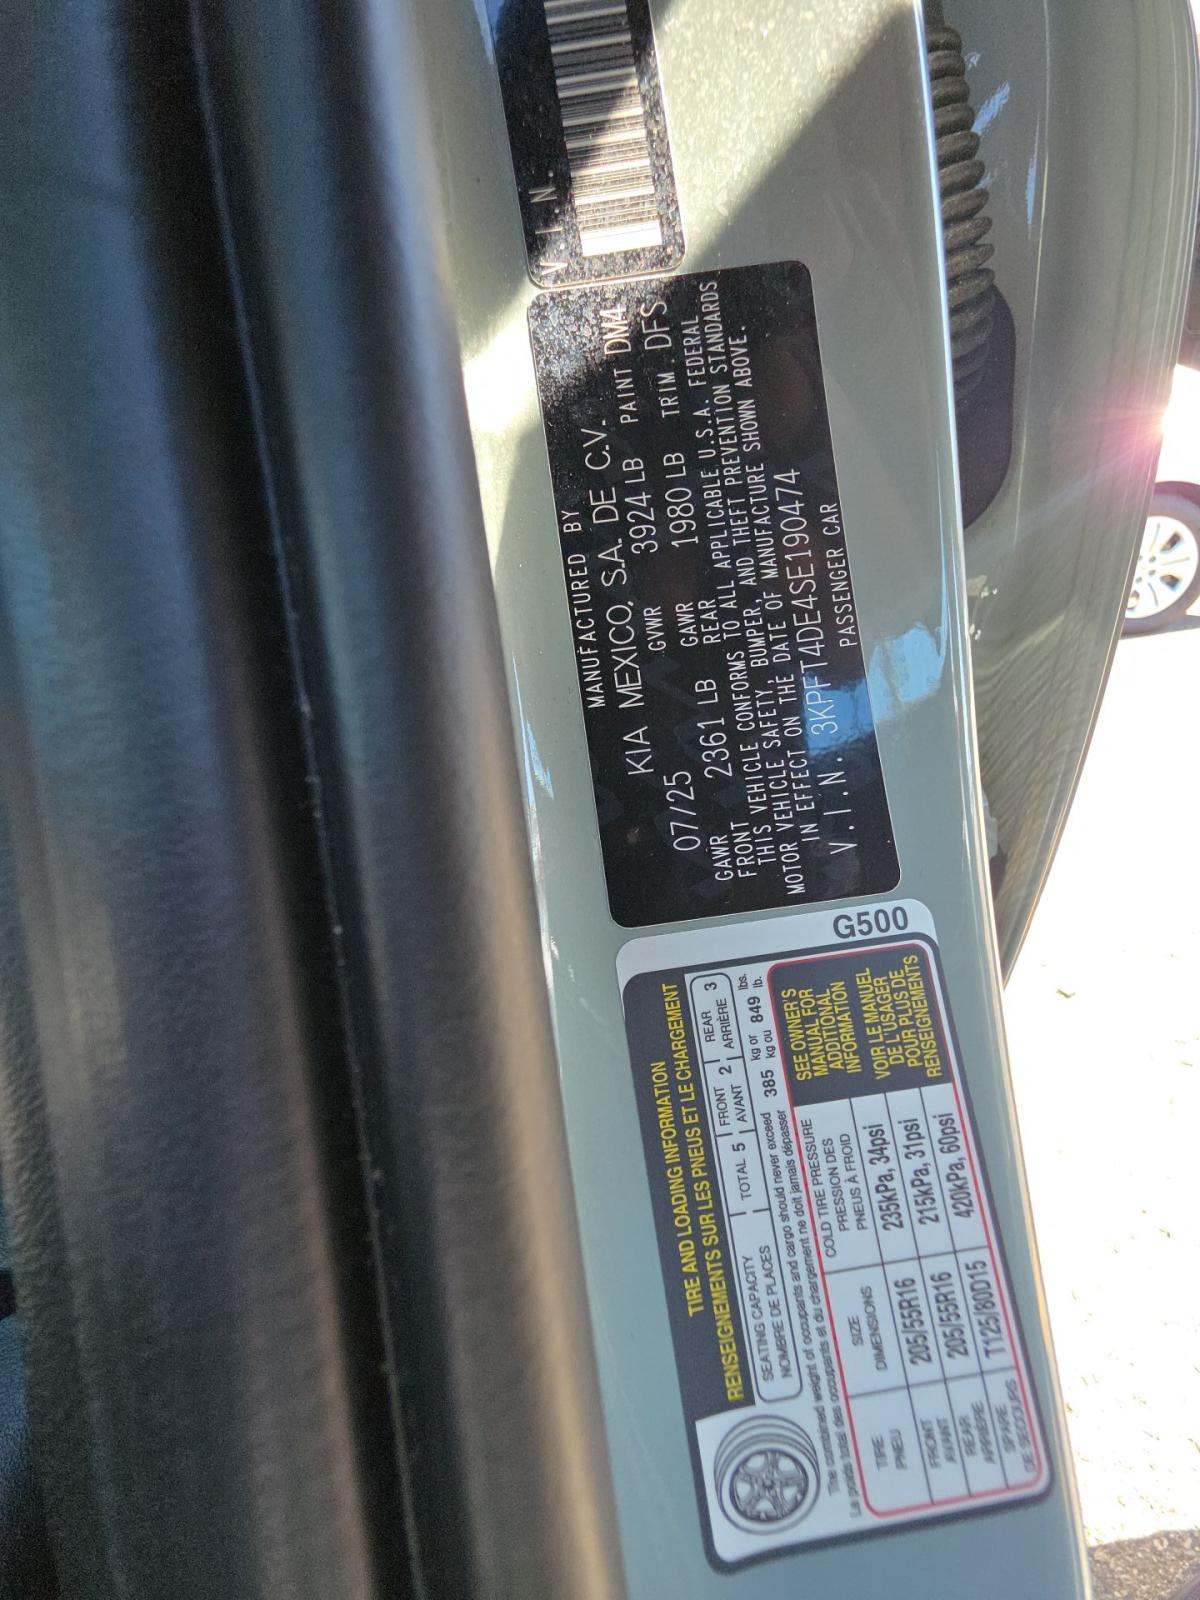 V.I.N.
MANUFACTURED BY
KIA MEXICO, S.A. DE C.V.
07/25 GVWR 3924 LB PAINT DM4
GAWR 2361 LB GAWR 1980 LB TRIM DFS
FRONT REAR
THIS VEHICLE CONFORMS TO ALL APPLICABLE U.S.A. FEDERAL
MOTOR VEHICLE SAFETY, BUMPER, AND THEFT PREVENTION STANDARDS
IN EFFECT ON THE DATE OF MANUFACTURE SHOWN ABOVE.
V.I.N. 3KPFT4DE4SE190474
PASSENGER CAR
G500
TIRE AND LOADING INFORMATION
RENSEIGNEMENTS SUR LES PNEUS ET LE CHARGEMENT
SEATING CAPACITY TOTAL 5 FRONT 2 REAR 3
NOMBRE DE PLACES AVANT ARRIÈRE
The combined weight of occupants and cargo should never exceed 385 kg or 849 lbs.
Le poids total des occupants et du chargement ne doit jamais dépasser kg ou lb.
TIRE SIZE COLD TIRE PRESSURE
PNEU DIMENSIONS PRESSION DES PNEUS À FROID
FRONT AVANT 205/55R16 235kPa, 34psi
REAR ARRIÈRE 205/55R16 215kPa, 31psi
SPARE DE SECOURS T125/80D15 420kPa, 60psi
SEE OWNER'S
MANUAL FOR
ADDITIONAL
INFORMATION
VOIR LE MANUEL
DE L'USAGER
POUR PLUS DE
RENSEIGNEMENTS